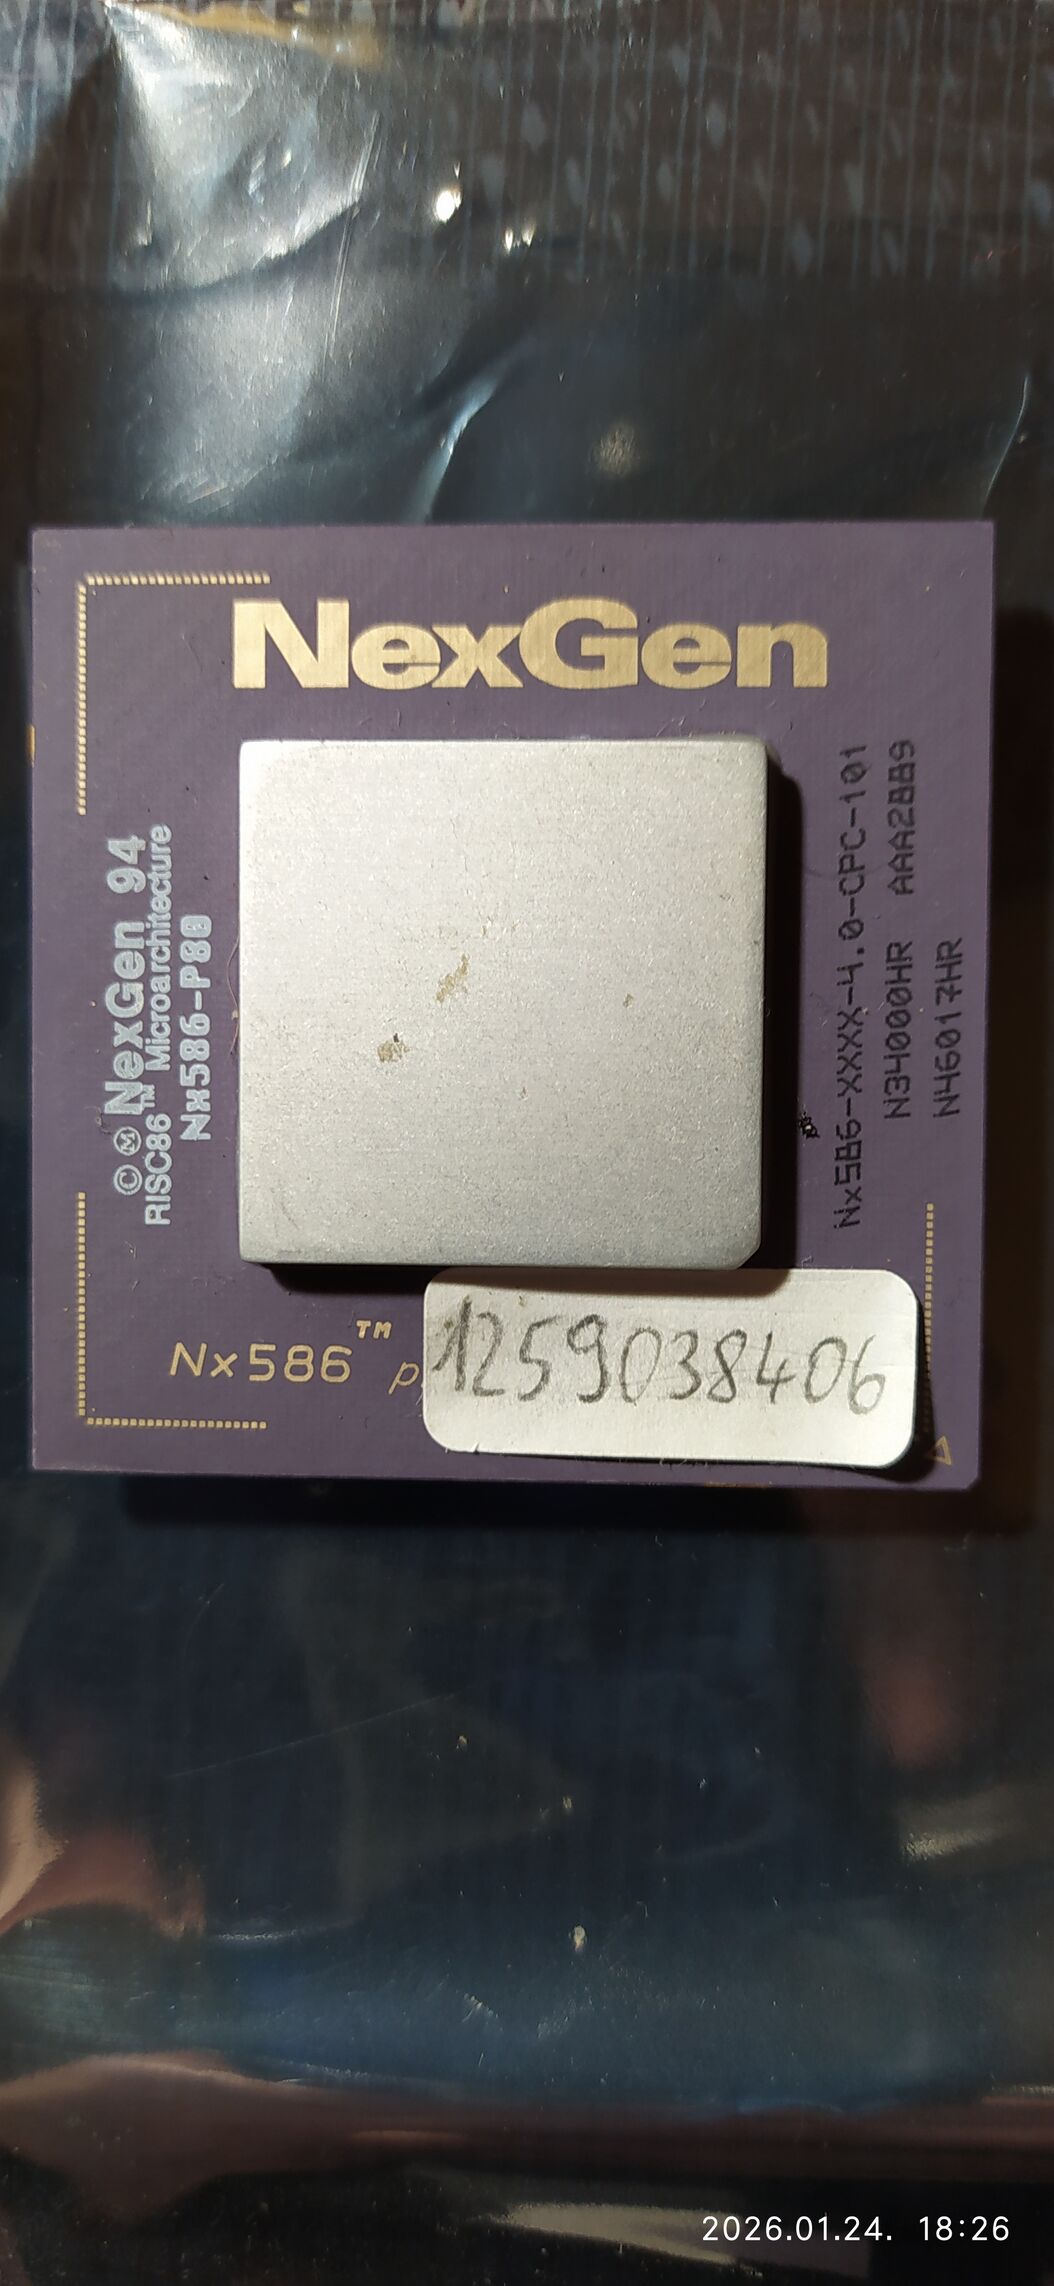 NexGen
© Ⓜ NexGen 94
RISC86™ Microarchitecture
Nx586-P80
Nx586-XXXX-4.0-CPC-101
N34000HR AAA2889
N46017HR
Nx586™ p
1259038406
2026.01.24. 18:26